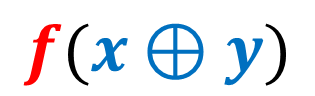 f(x ⊕ y)